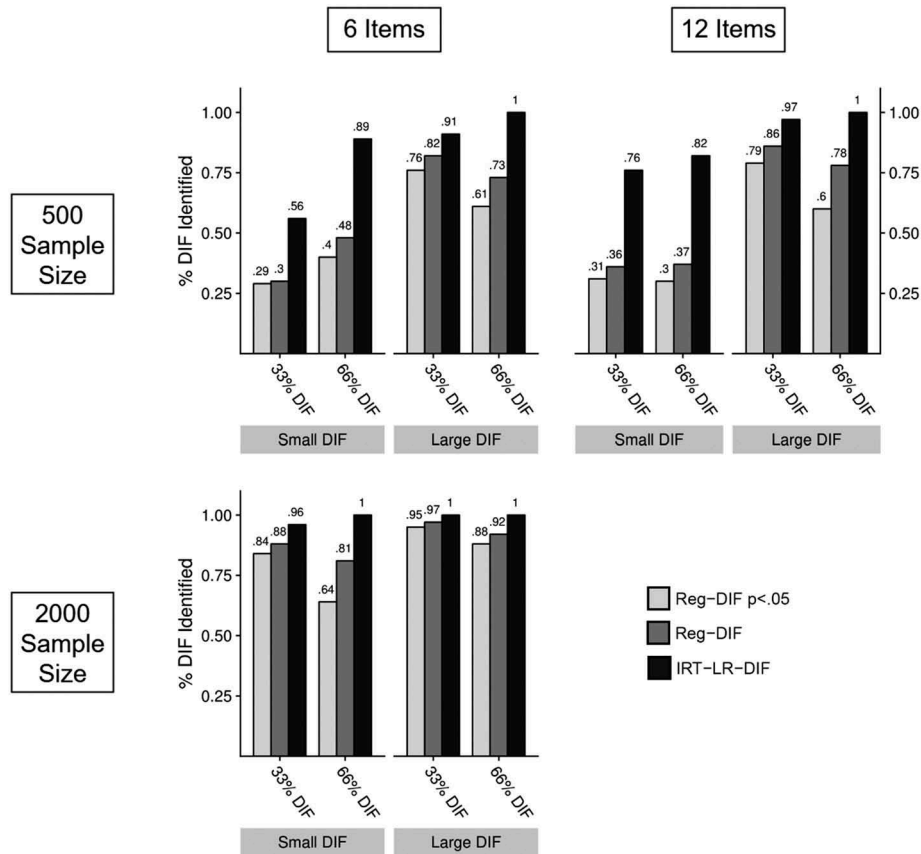 6 Items
12 Items
500
Sample
Size
% DIF Identified
1.00
0.75
0.50
0.25
.29
.3
.56
.4
.48
.89
.76
.82
.91
.61
.73
1
33% DIF
66% DIF
33% DIF
66% DIF
Small DIF
Large DIF
.31
.36
.76
.3
.37
.82
.79
.86
.97
.6
.78
1
1.00
0.75
0.50
0.25
33% DIF
66% DIF
33% DIF
66% DIF
Small DIF
Large DIF
2000
Sample
Size
% DIF Identified
1.00
0.75
0.50
0.25
.84
.88
.96
.64
.81
1
.95
.97
1
.88
.92
1
33% DIF
66% DIF
33% DIF
66% DIF
Small DIF
Large DIF
Reg-DIF p<.05
Reg-DIF
IRT-LR-DIF